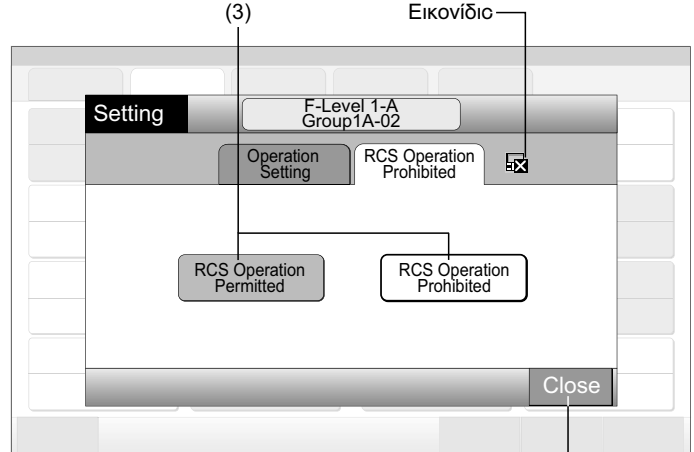 (3)
Εικονίδιο
Setting
F-Level 1-A
Group1A-02
Operation
Setting
RCS Operation
Prohibited
RCS Operation
Permitted
RCS Operation
Prohibited
Close